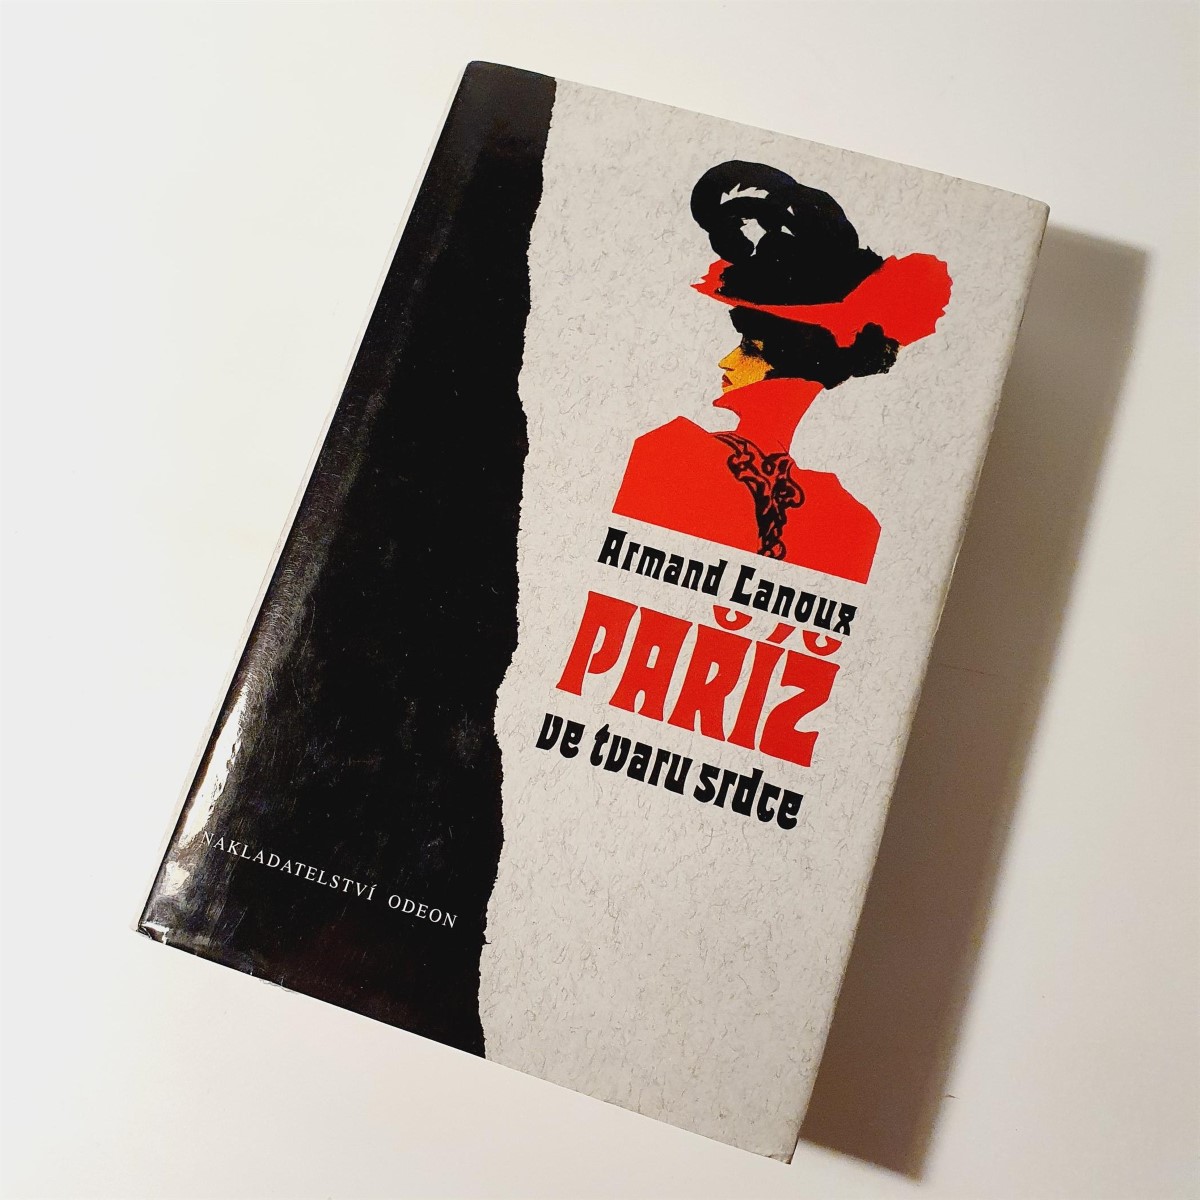 Armand Lanoux
PAŘÍŽ
ve tvaru srdce
NAKLADATELSTVÍ ODEON